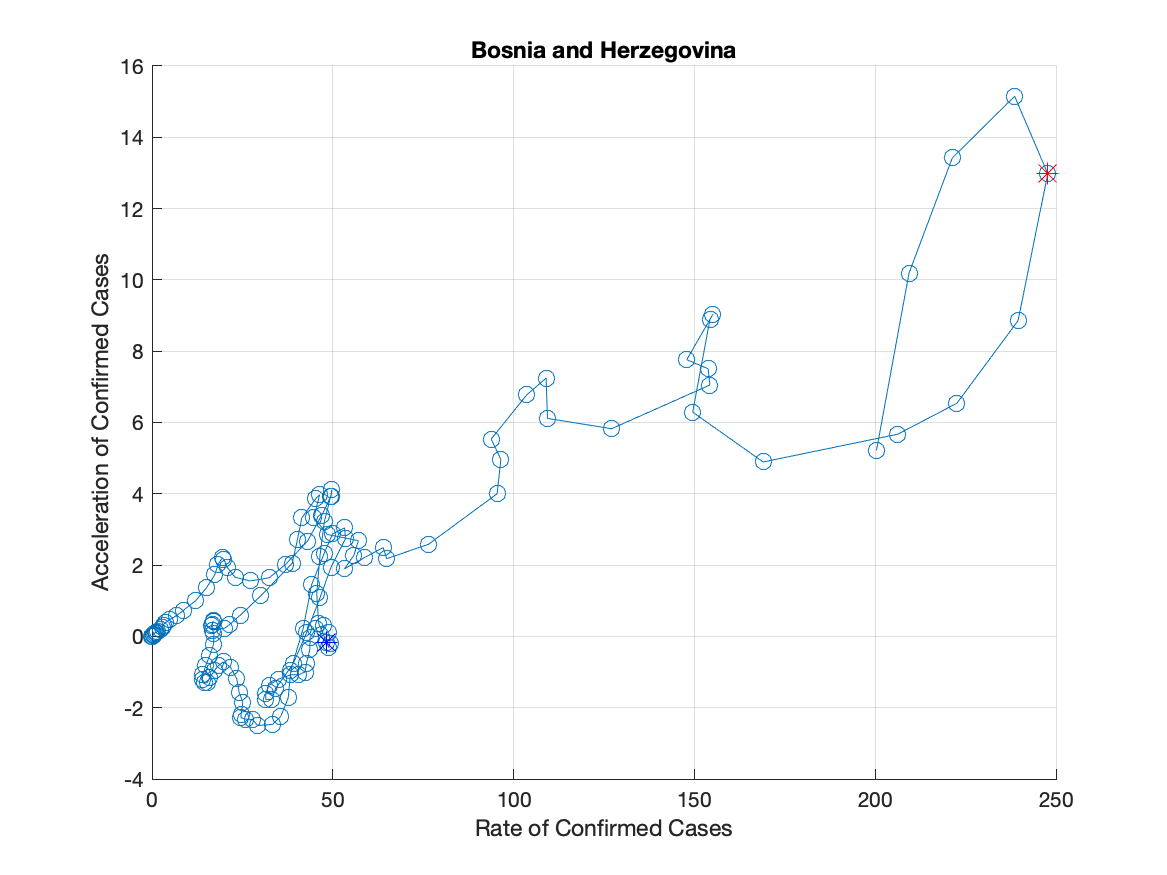 Bosnia and Herzegovina
16
14
12
10
8
6
4
2
0
-2
-4
Acceleration of Confirmed Cases
0 50 100 150 200 250
Rate of Confirmed Cases